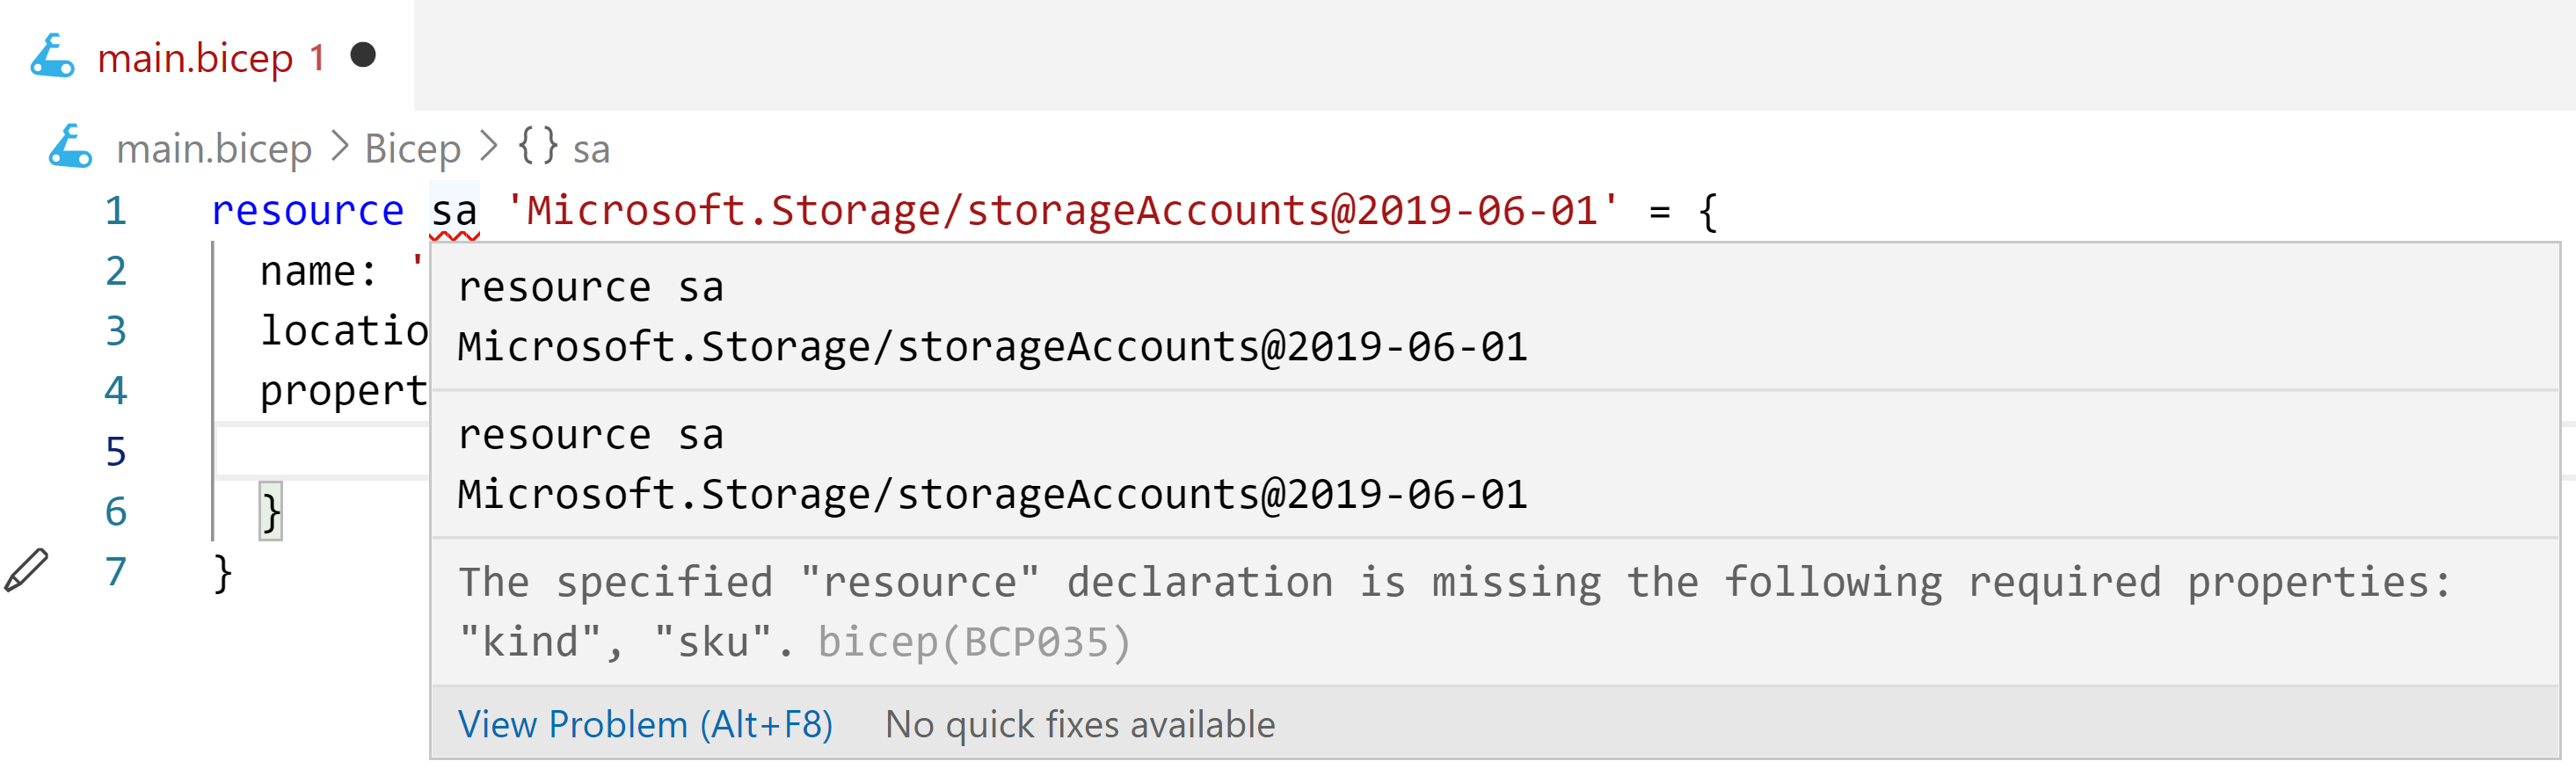 main.bicep 1
main.bicep > Bicep > {} sa
1 resource sa 'Microsoft.Storage/storageAccounts@2019-06-01' = {
2 name: '
3 locatio
4 propert
5
6 }
7 }
resource sa
Microsoft.Storage/storageAccounts@2019-06-01
resource sa
Microsoft.Storage/storageAccounts@2019-06-01
The specified "resource" declaration is missing the following required properties:
"kind", "sku". bicep(BCP035)
View Problem (Alt+F8) No quick fixes available